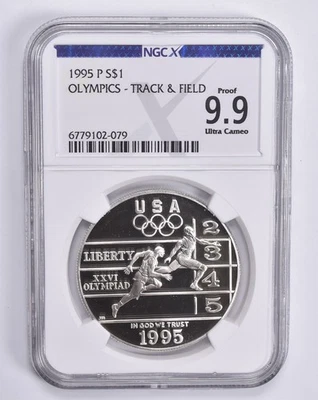 NGCX
1995 P S$1
OLYMPICS - TRACK & FIELD
6779102-079
Proof
9.9
Ultra Cameo
USA
LIBERTY
XXVI
OLYMPIAD
2
3
4
5
IN GOD WE TRUST
1995